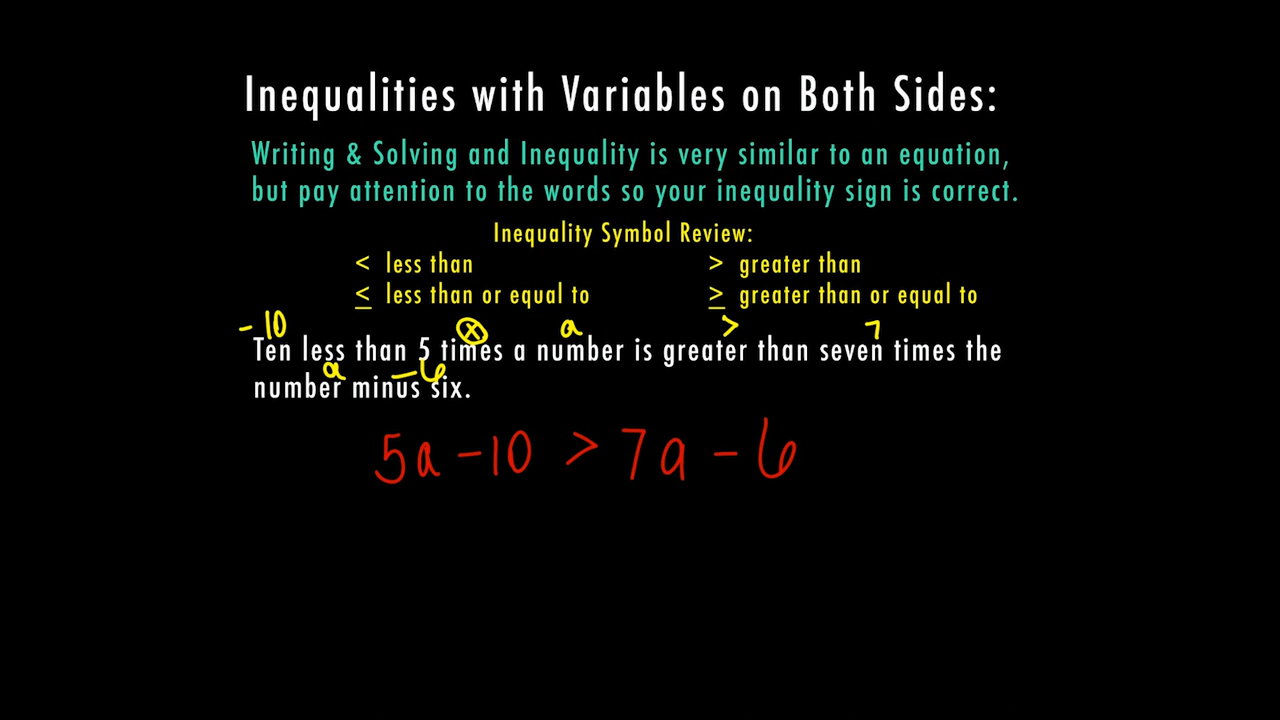 Inequalities with Variables on Both Sides:
Writing & Solving and Inequality is very similar to an equation,
but pay attention to the words so your inequality sign is correct.
Inequality Symbol Review:
< less than > greater than
≤ less than or equal to ≥ greater than or equal to
-10 × a > 7
Ten less than 5 times a number is greater than seven times the
a -6
number minus six.
5a - 10 > 7a - 6